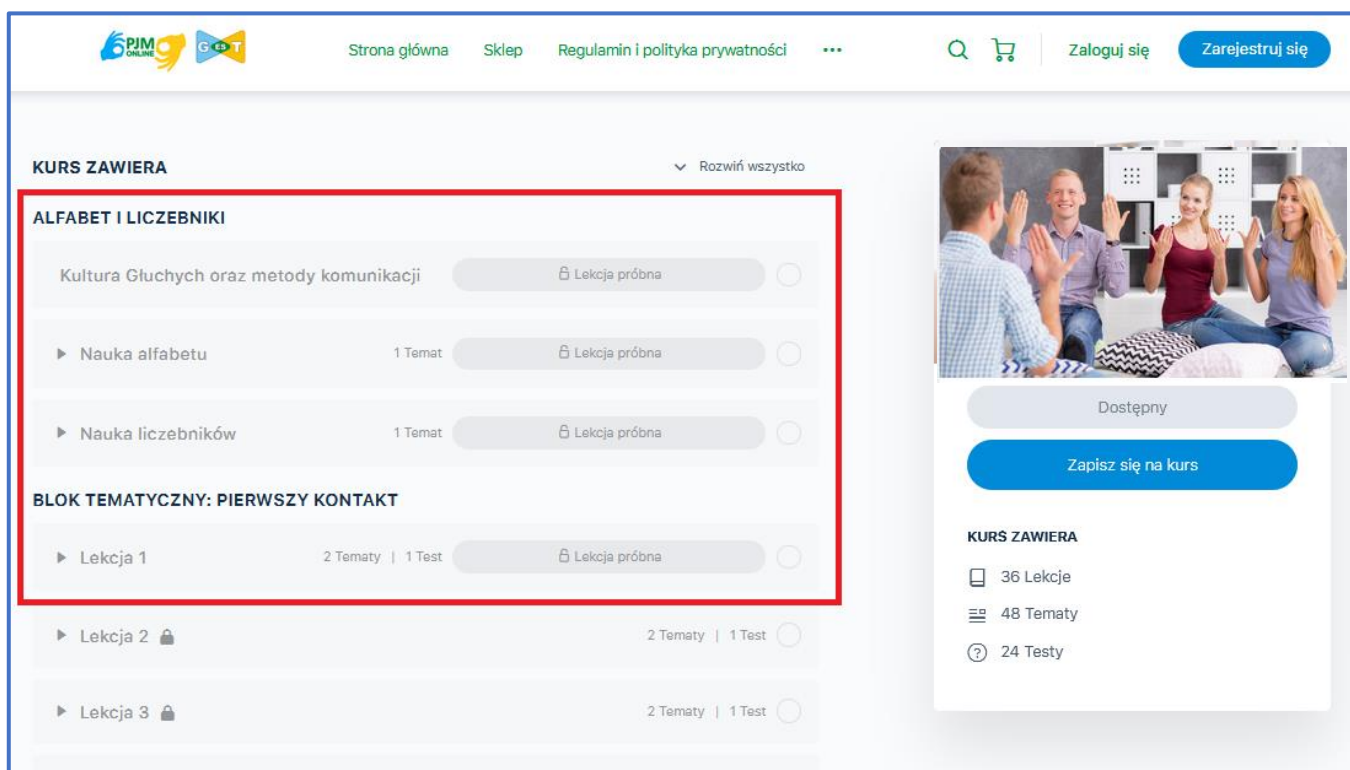 PJM
ONLINE
G ES T
Strona główna Sklep Regulamin i polityka prywatności ••• Zaloguj się Zarejestruj się
KURS ZAWIERA Rozwiń wszystko
ALFABET I LICZEBNIKI
Kultura Głuchych oraz metody komunikacji Lekcja próbna
Nauka alfabetu 1 Temat Lekcja próbna
Nauka liczebników 1 Temat Lekcja próbna
BLOK TEMATYCZNY: PIERWSZY KONTAKT
Lekcja 1 2 Tematy | 1 Test Lekcja próbna
Lekcja 2 2 Tematy | 1 Test
Lekcja 3 2 Tematy | 1 Test
Dostępny
Zapisz się na kurs
KURS ZAWIERA
36 Lekcje
48 Tematy
24 Testy